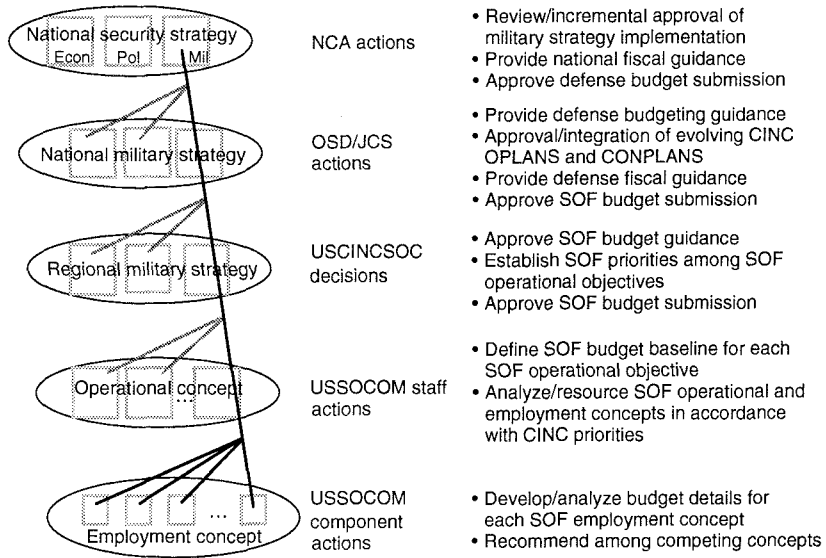 National security strategy
Econ Pol Mil
NCA actions
• Review/incremental approval of
military strategy implementation
• Provide national fiscal guidance
• Approve defense budget submission
National military strategy
OSD/JCS
actions
• Provide defense budgeting guidance
• Approval/integration of evolving CINC
OPLANS and CONPLANS
• Provide defense fiscal guidance
• Approve SOF budget submission
Regional military strategy
USCINCSOC
decisions
• Approve SOF budget guidance
• Establish SOF priorities among SOF
operational objectives
• Approve SOF budget submission
Operational concept
...
USSOCOM staff
actions
• Define SOF budget baseline for each
SOF operational objective
• Analyze/resource SOF operational and
employment concepts in accordance
with CINC priorities
...
Employment concept
USSOCOM
component
actions
• Develop/analyze budget details for
each SOF employment concept
• Recommend among competing concepts